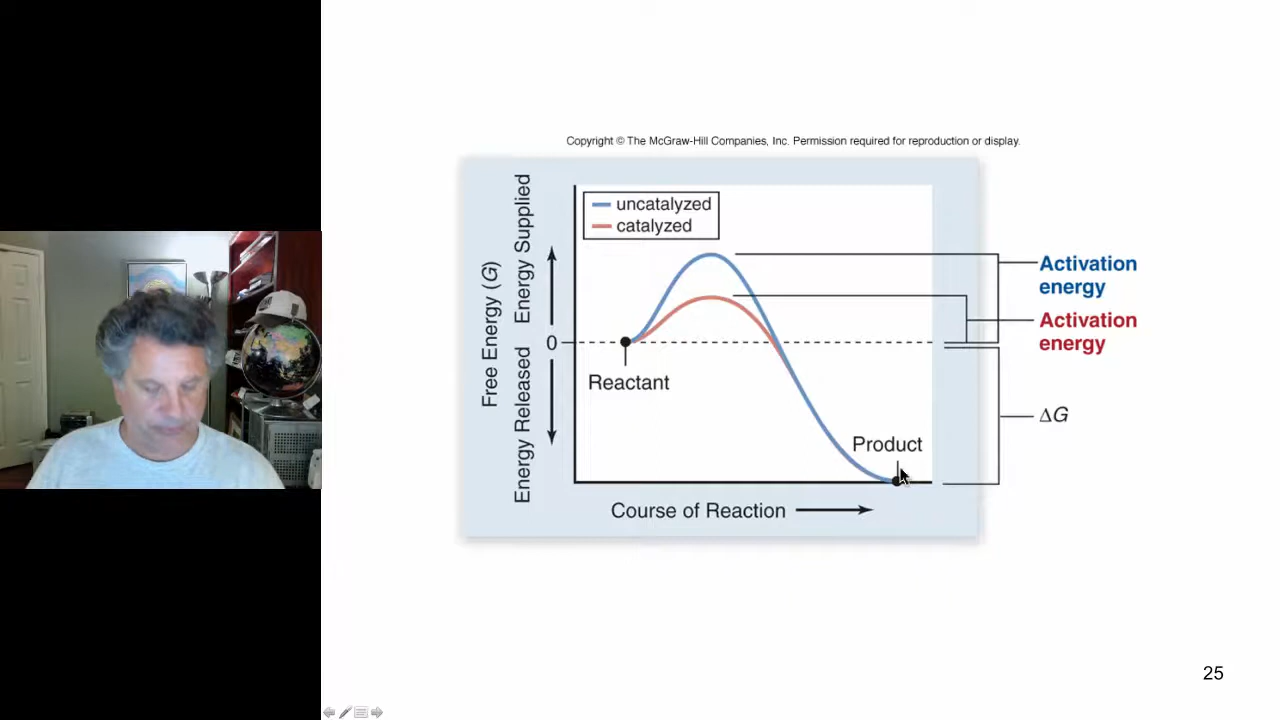 Copyright © The McGraw-Hill Companies, Inc. Permission required for reproduction or display.
Free Energy (G)
Energy Released
Energy Supplied
uncatalyzed
catalyzed
0
Reactant
Product
Course of Reaction
Activation
energy
Activation
energy
ΔG
25